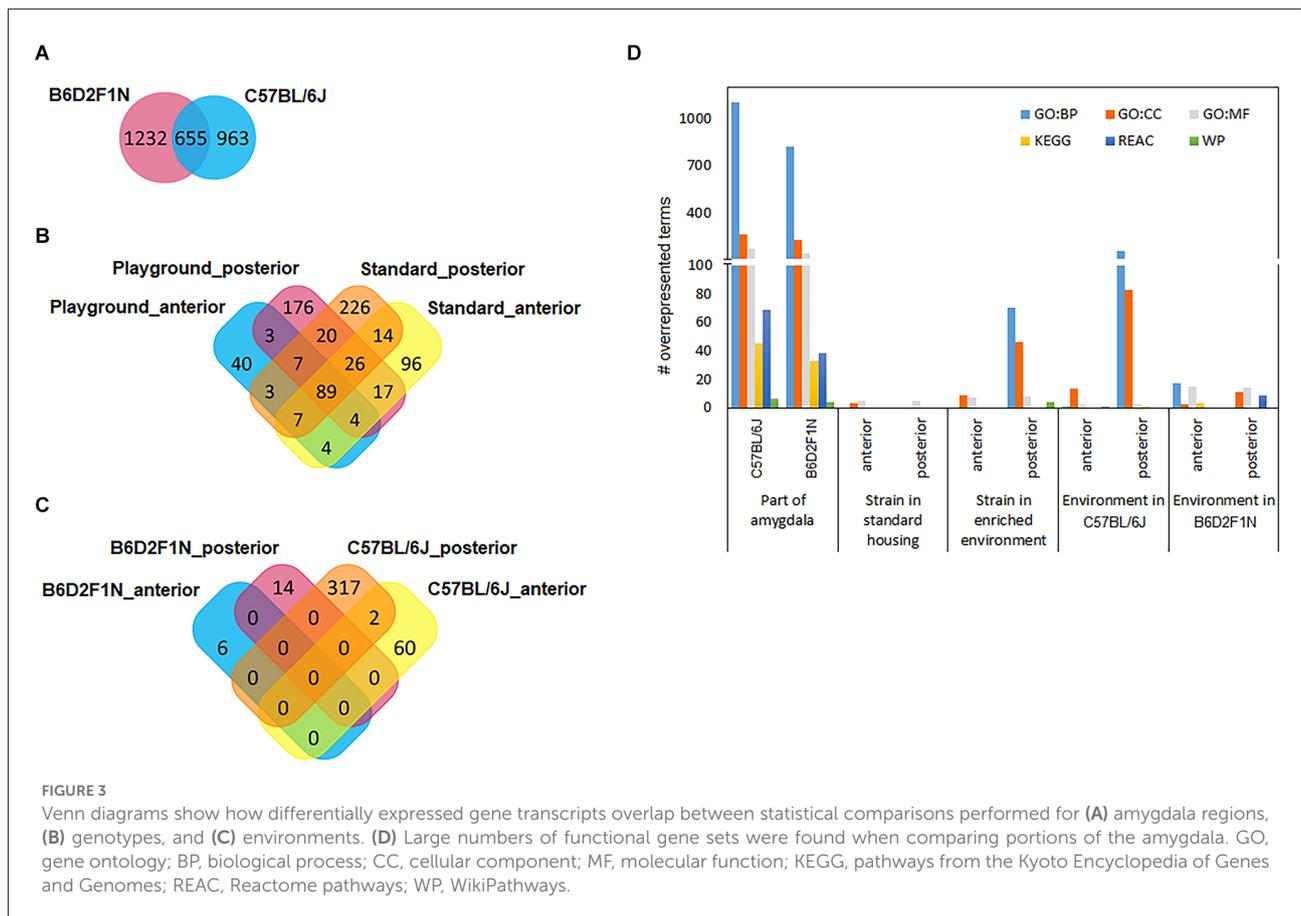 A
B6D2F1N C57BL/6J
1232 655 963
B
Playground_posterior Standard_posterior
Playground_anterior Standard_anterior
176 226
3 20 14
40 7 26 96
3 89 17
7 4
4
C
B6D2F1N_posterior C57BL/6J_posterior
B6D2F1N_anterior C57BL/6J_anterior
14 317
0 0 2
6 0 0 60
0 0 0
0 0
0
D
# overrepresented terms
1000
700
400
100
80
60
40
20
0
GO:BP GO:CC GO:MF
KEGG REAC WP
C57BL/6J B6D2F1N anterior posterior anterior posterior anterior posterior anterior posterior
Part of Strain in Strain in Environment in Environment in
amygdala standard enriched C57BL/6J B6D2F1N
housing environment
FIGURE 3
Venn diagrams show how differentially expressed gene transcripts overlap between statistical comparisons performed for (A) amygdala regions,
(B) genotypes, and (C) environments. (D) Large numbers of functional gene sets were found when comparing portions of the amygdala. GO,
gene ontology; BP, biological process; CC, cellular component; MF, molecular function; KEGG, pathways from the Kyoto Encyclopedia of Genes
and Genomes; REAC, Reactome pathways; WP, WikiPathways.